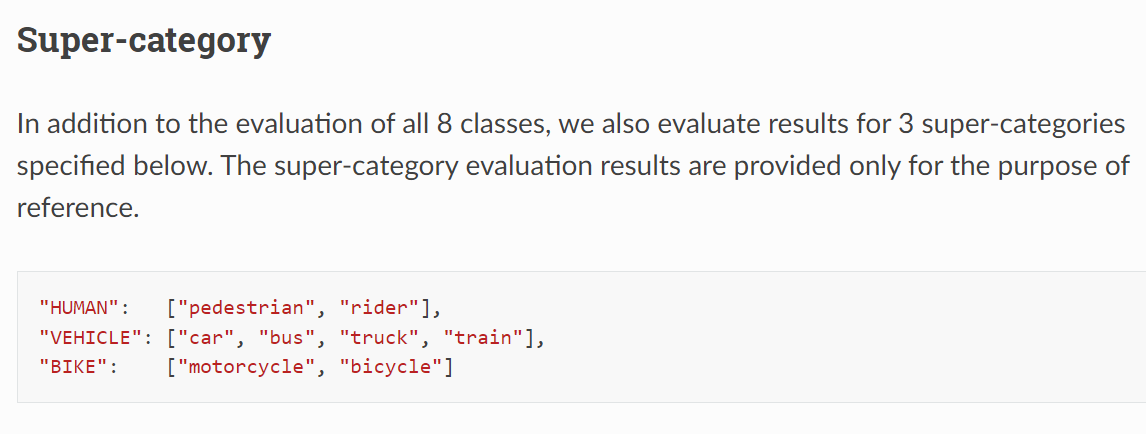 Super-category
In addition to the evaluation of all 8 classes, we also evaluate results for 3 super-categories
specified below. The super-category evaluation results are provided only for the purpose of
reference.
"HUMAN":   ["pedestrian", "rider"],
"VEHICLE": ["car", "bus", "truck", "train"],
"BIKE":    ["motorcycle", "bicycle"]